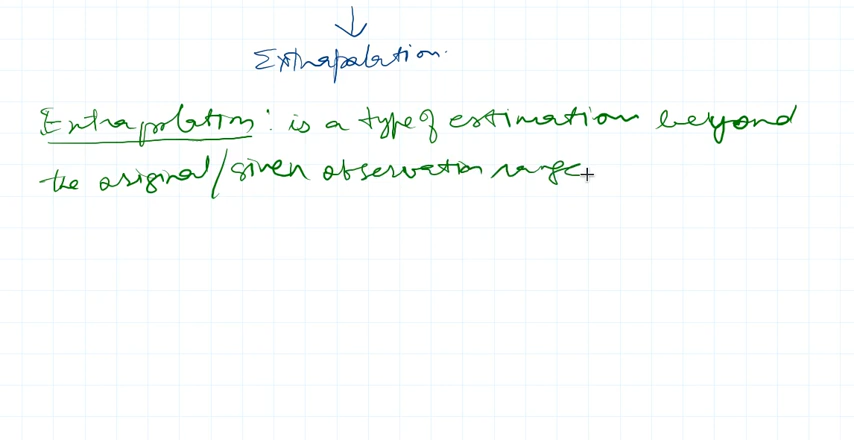 Extrapolation.
Extrapolation: is a type of estimation beyond
the original/given observation range